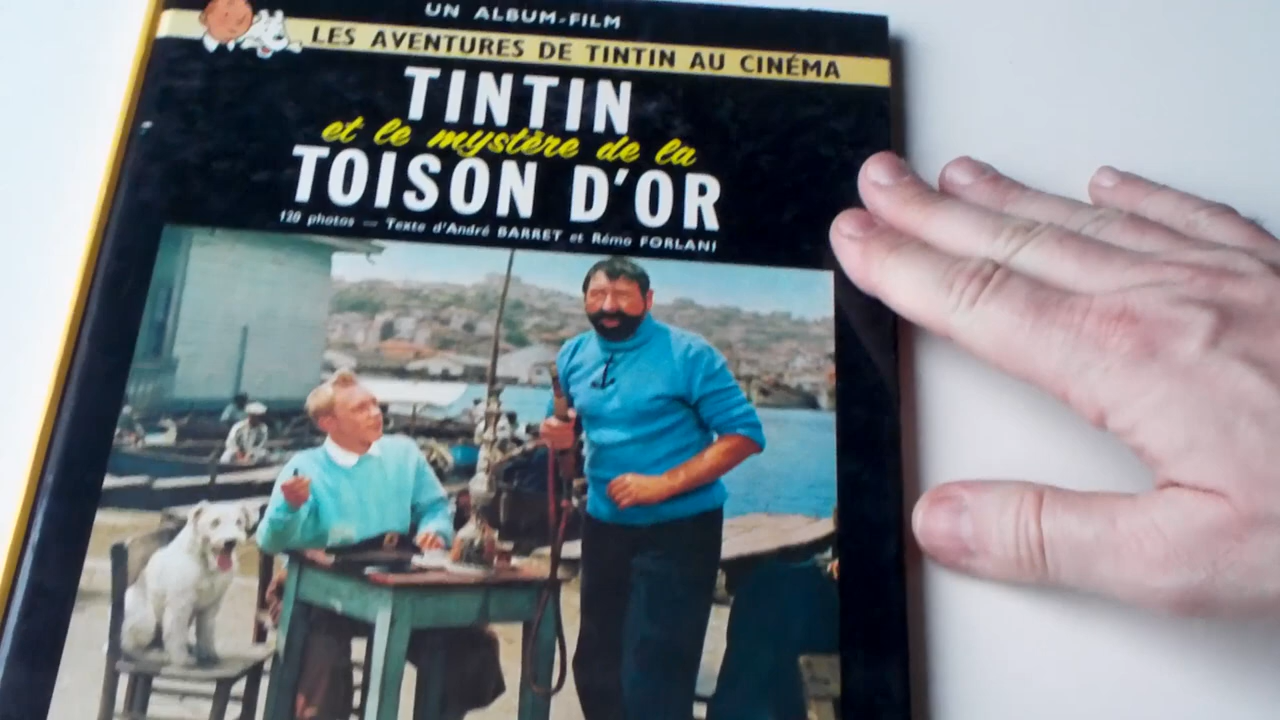 UN ALBUM-FILM
LES AVENTURES DE TINTIN AU CINÉMA
TINTIN
et le mystère de la
TOISON D'OR
120 photos — Texte d'André BARRET et Rémo FORLANI